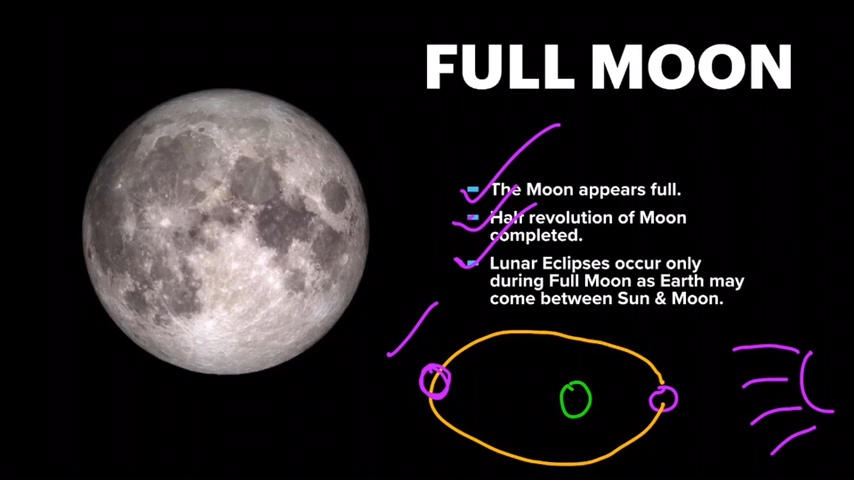 FULL MOON
The Moon appears full.
Half revolution of Moon
completed.
Lunar Eclipses occur only
during Full Moon as Earth may
come between Sun & Moon.